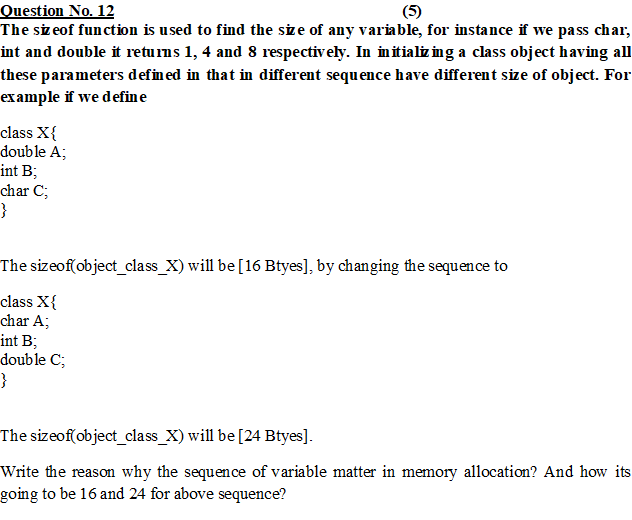 Question No. 12 (5)
The sizeof function is used to find the size of any variable, for instance if we pass char,
int and double it returns 1, 4 and 8 respectively. In initializing a class object having all
these parameters defined in that in different sequence have different size of object. For
example if we define
class X{
double A;
int B;
char C;
}
The sizeof(object_class_X) will be [16 Btyes], by changing the sequence to
class X{
char A;
int B;
double C;
}
The sizeof(object_class_X) will be [24 Btyes].
Write the reason why the sequence of variable matter in memory allocation? And how its
going to be 16 and 24 for above sequence?